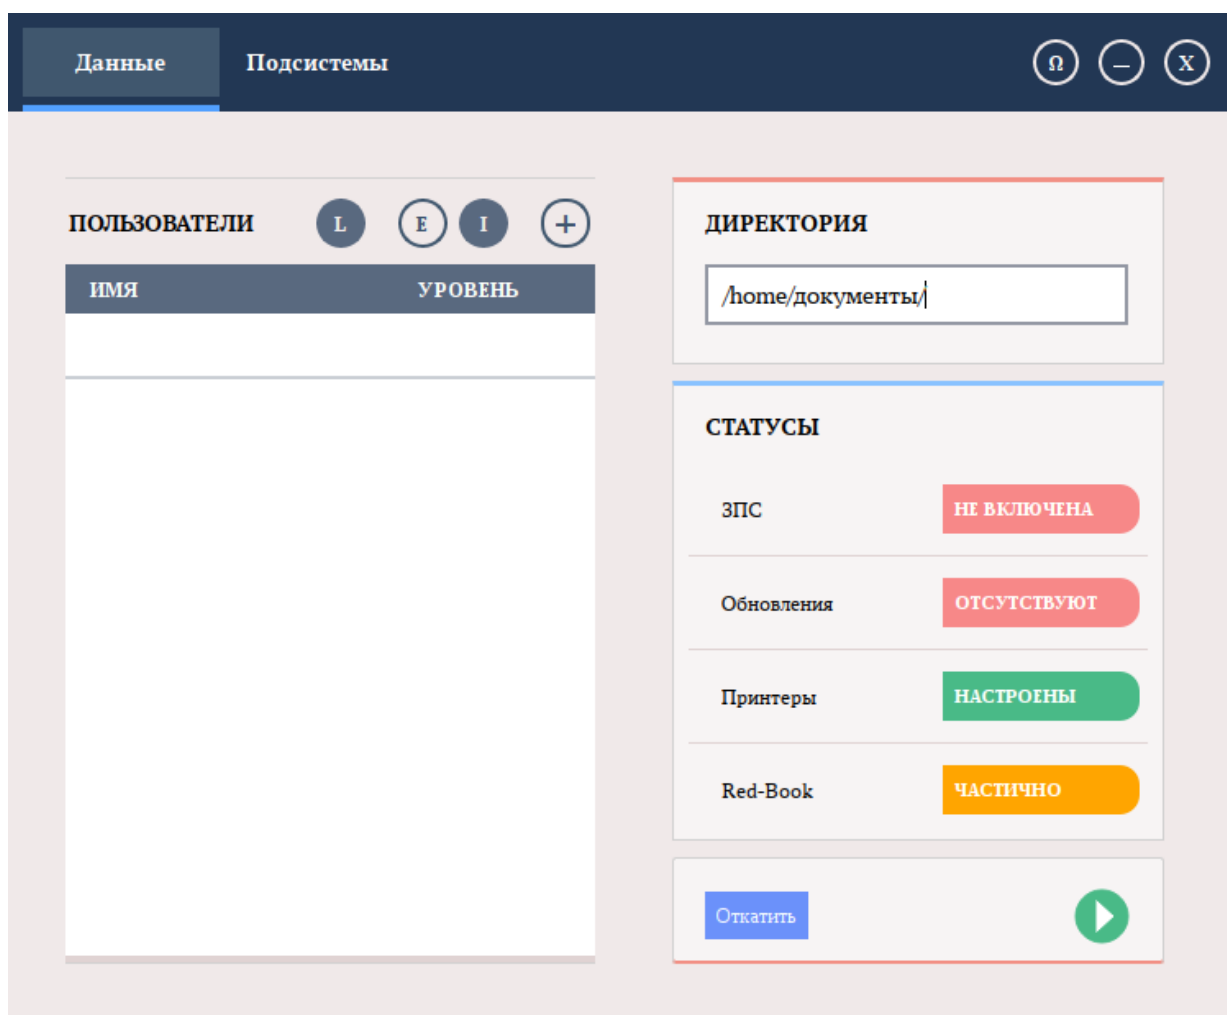 Данные Подсистемы Ω – X
ПОЛЬЗОВАТЕЛИ L E I +
ИМЯ УРОВЕНЬ
ДИРЕКТОРИЯ
/home/документы/
СТАТУСЫ
ЗПС НЕ ВКЛЮЧЕНА
Обновления ОТСУТСТВУЮТ
Принтеры НАСТРОЕНЫ
Red-Book ЧАСТИЧНО
Откатить